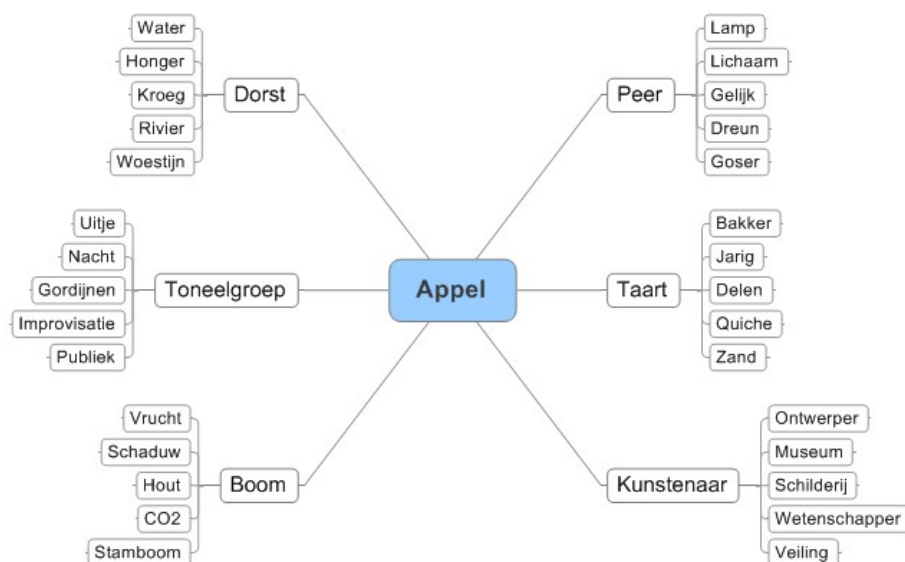 Appel
Dorst
Water
Honger
Kroeg
Rivier
Woestijn
Toneelgroep
Uitje
Nacht
Gordijnen
Improvisatie
Publiek
Boom
Vrucht
Schaduw
Hout
CO2
Stamboom
Peer
Lamp
Lichaam
Gelijk
Dreun
Goser
Taart
Bakker
Jarig
Delen
Quiche
Zand
Kunstenaar
Ontwerper
Museum
Schilderij
Wetenschapper
Veiling